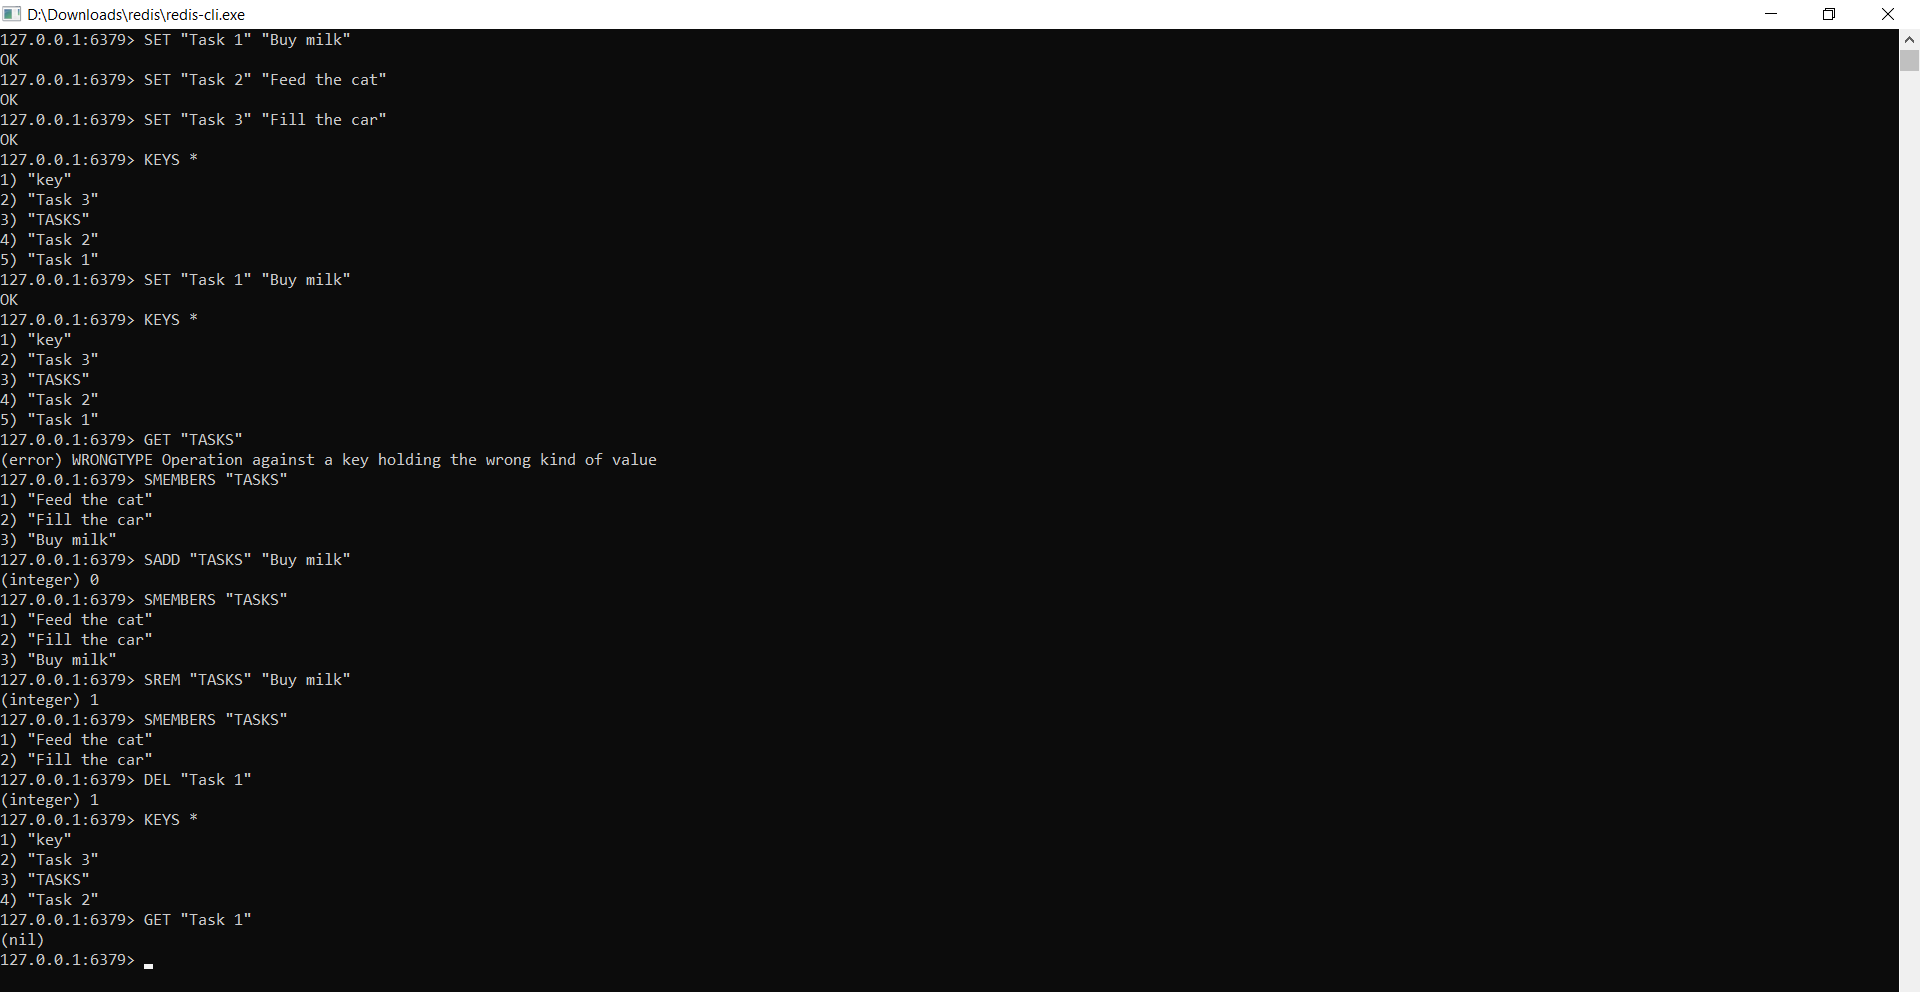 D:\Downloads\redis\redis-cli.exe
127.0.0.1:6379> SET "Task 1" "Buy milk"
OK
127.0.0.1:6379> SET "Task 2" "Feed the cat"
OK
127.0.0.1:6379> SET "Task 3" "Fill the car"
OK
127.0.0.1:6379> KEYS *
1) "key"
2) "Task 3"
3) "TASKS"
4) "Task 2"
5) "Task 1"
127.0.0.1:6379> SET "Task 1" "Buy milk"
OK
127.0.0.1:6379> KEYS *
1) "key"
2) "Task 3"
3) "TASKS"
4) "Task 2"
5) "Task 1"
127.0.0.1:6379> GET "TASKS"
(error) WRONGTYPE Operation against a key holding the wrong kind of value
127.0.0.1:6379> SMEMBERS "TASKS"
1) "Feed the cat"
2) "Fill the car"
3) "Buy milk"
127.0.0.1:6379> SADD "TASKS" "Buy milk"
(integer) 0
127.0.0.1:6379> SMEMBERS "TASKS"
1) "Feed the cat"
2) "Fill the car"
3) "Buy milk"
127.0.0.1:6379> SREM "TASKS" "Buy milk"
(integer) 1
127.0.0.1:6379> SMEMBERS "TASKS"
1) "Feed the cat"
2) "Fill the car"
127.0.0.1:6379> DEL "Task 1"
(integer) 1
127.0.0.1:6379> KEYS *
1) "key"
2) "Task 3"
3) "TASKS"
4) "Task 2"
127.0.0.1:6379> GET "Task 1"
(nil)
127.0.0.1:6379>